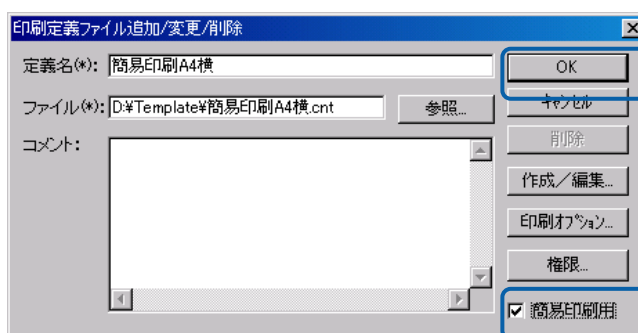 印刷定義ファイル追加/変更/削除
定義名(*): 簡易印刷A4横
OK
ファイル(*): D:¥Template¥簡易印刷A4横.cnt 参照...
キャンセル
コメント:
削除
作成／編集...
印刷オプション...
権限...
簡易印刷用